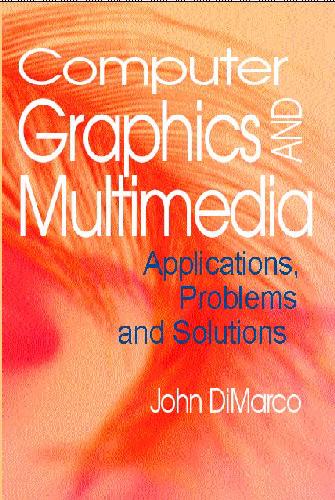 Computer
Graphics AND
Multimedia
Applications,
Problems
and Solutions
John DiMarco